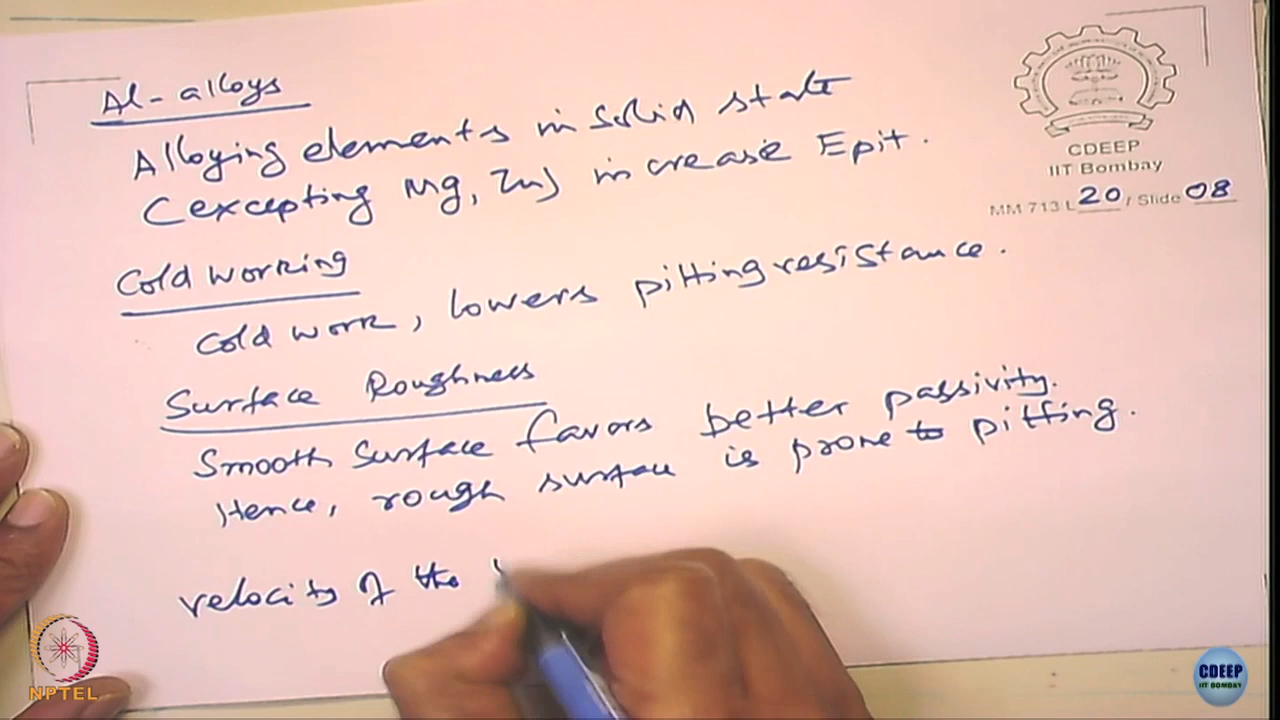 Al-alloys
Alloying elements in solid state
(excepting Mg, Zn) increase Epit.
Cold working
Cold work, lowers pitting resistance.
Surface Roughness
Smooth surface favors better passivity.
Hence, rough surface is prone to pitting.
velocity of the
CDEEP
IIT Bombay
MM 713 L 20 / Slide 08
NPTEL
CDEEP
IIT BOMBAY